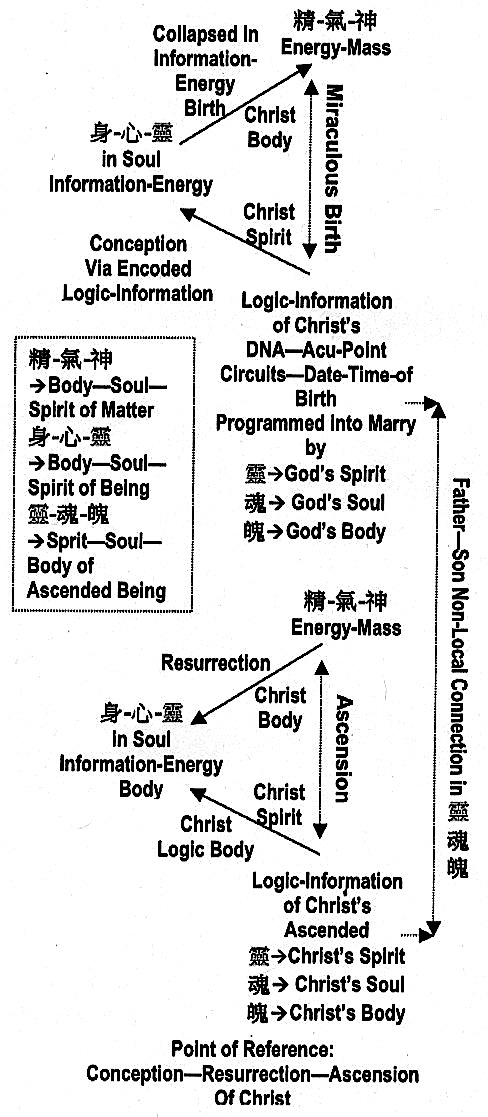 精-氣-神
Energy-Mass
Collapsed In
Information-
Energy
Birth
Christ
Body
Miraculous Birth
身-心-靈
in Soul
Information-Energy
Christ
Spirit
Conception
Via Encoded
Logic-Information
Logic-Information
of Christ's
DNA—Acu-Point
Circuits—Date-Time-of
Birth
Programmed Into Marry
by
靈→God's Spirit
魂→ God's Soul
魄→God's Body
精-氣-神
→Body—Soul—
Spirit of Matter
身-心-靈
→Body—Soul—
Spirit of Being
靈-魂-魄
→Sprit—Soul—
Body of
Ascended Being
Father—Son Non-Local Connection in 靈 魂 魄
精-氣-神
Energy-Mass
Resurrection
Christ
Body
Ascension
身-心-靈
in Soul
Information-Energy
Body
Christ
Spirit
Christ
Logic Body
Logic-Information
of Christ's
Ascended
靈→Christ's Spirit
魂→ Christ's Soul
魄→Christ's Body
Point of Reference:
Conception—Resurrection—Ascension
Of Christ